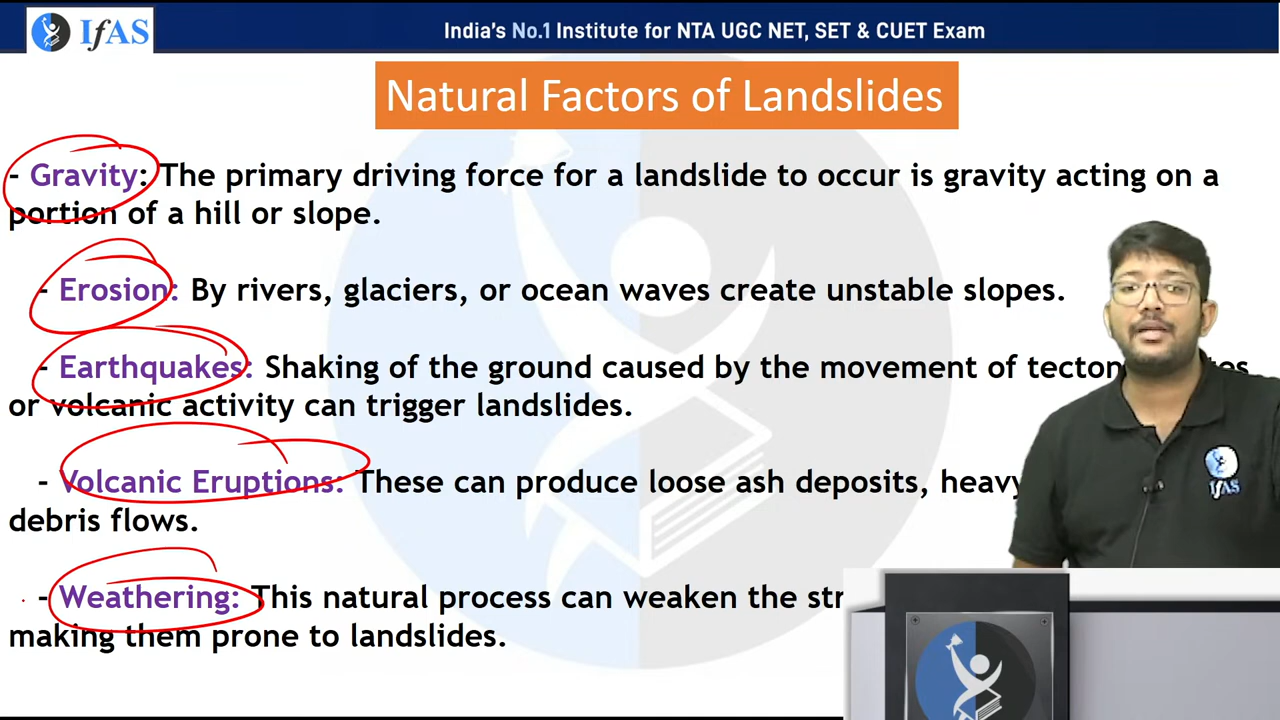 IfAS
India's No.1 Institute for NTA UGC NET, SET & CUET Exam
Natural Factors of Landslides
- Gravity: The primary driving force for a landslide to occur is gravity acting on a
portion of a hill or slope.
- Erosion: By rivers, glaciers, or ocean waves create unstable slopes.
- Earthquakes: Shaking of the ground caused by the movement of
or volcanic activity can trigger landslides.
- Volcanic Eruptions: These can produce loose ash deposits, heavy
debris flows.
- Weathering: This natural process can weaken the
making them prone to landslides.
IfAS